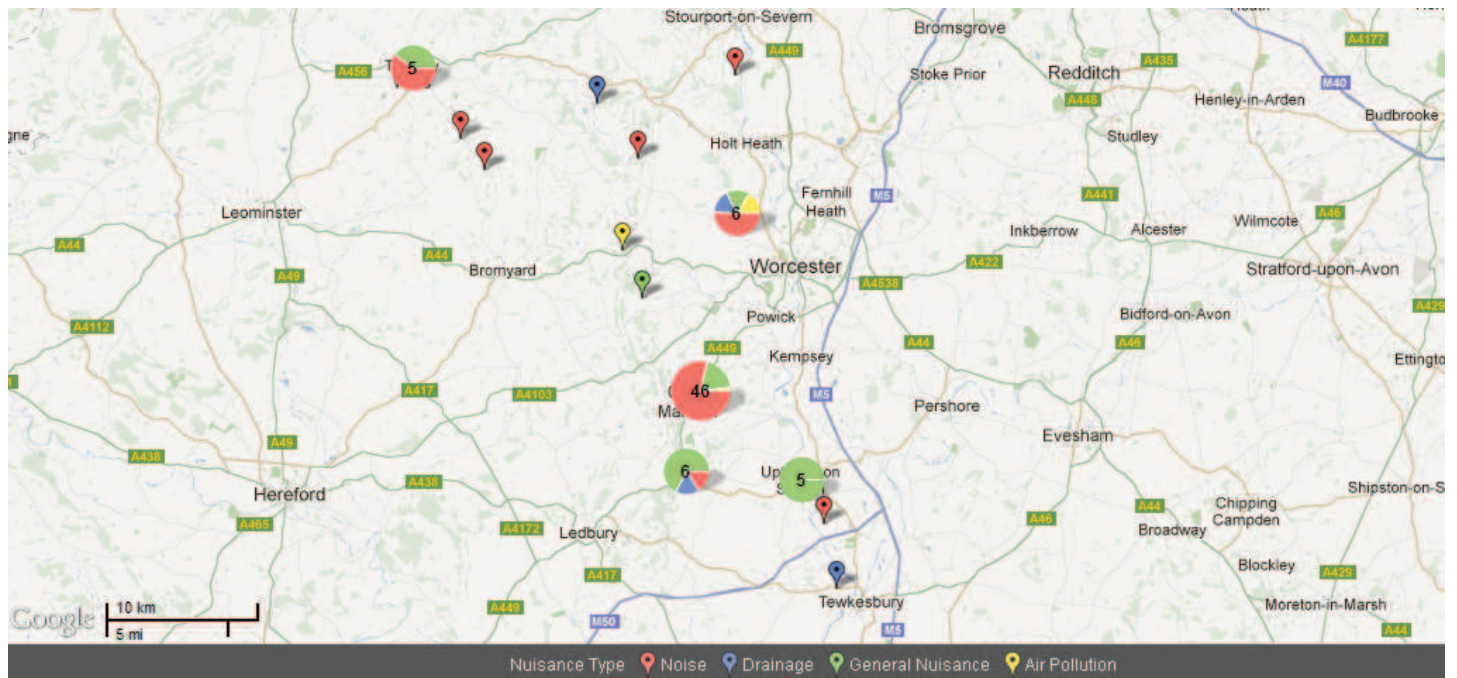 Stourport-on-Severn
Bromsgrove
A449
A4177
A456
5
Stoke Prior
Redditch
A435
M40
A448
Henley-in-Arden
Budbrooke
Studley
Holt Heath
Leominster
6
Fernhill
Heath
M5
A441
Wilmcote
A46
Inkberrow
Alcester
A44
A44
A49
Bromyard
Worcester
A4538
A422
Stratford-upon-Avon
A429
A4112
Powick
Bidford-on-Avon
A449
Kempsey
A44
A46
A417
A4103
46
M5
Pershore
A49
Evesham
A438
A438
6
5
Hereford
A465
A4172
Ledbury
A46
A44
Broadway
Chipping
Campden
A417
Blockley
A429
10 km
Google
5 mi
A449
M50
Tewkesbury
M5
Moreton-in-Marsh
A44
Nuisance Type Noise Drainage General Nuisance Air Pollution